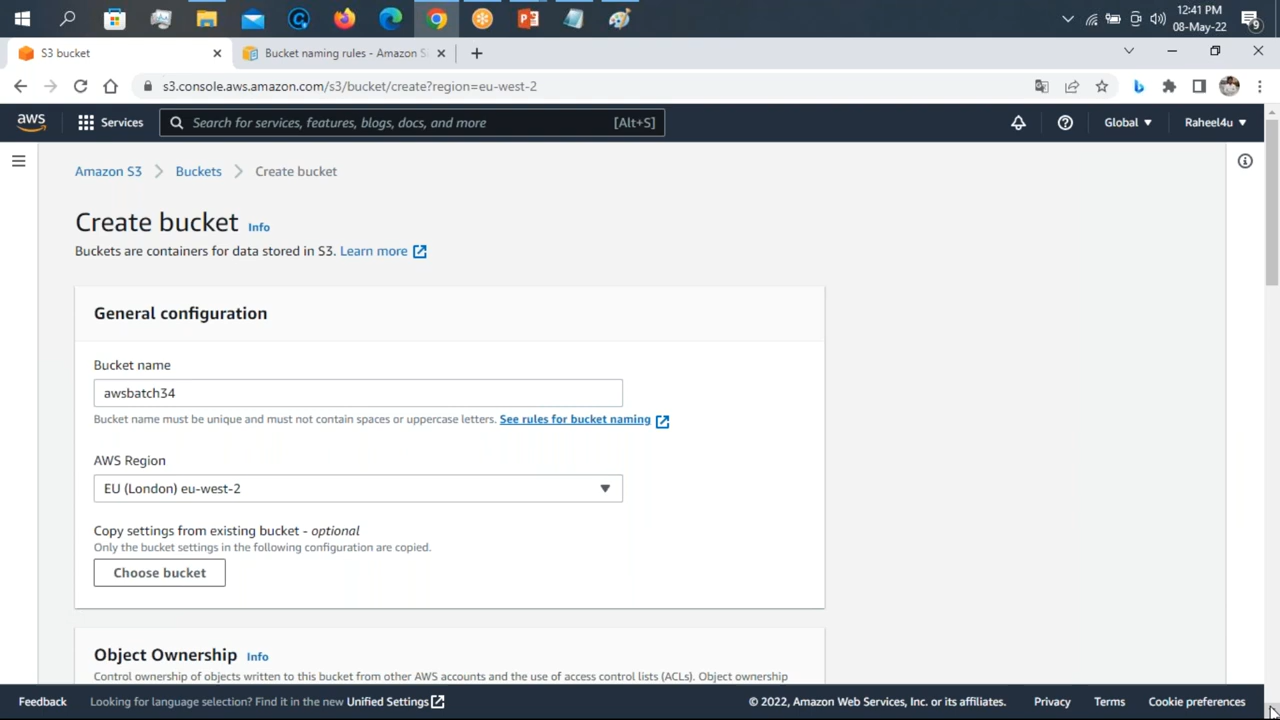 12:41 PM
08-May-22
9
S3 bucket
Bucket naming rules - Amazon S
s3.console.aws.amazon.com/s3/bucket/create?region=eu-west-2
aws
Services
Search for services, features, blogs, docs, and more
[Alt+S]
Global
Raheel4u
Amazon S3
Buckets
Create bucket
Create bucket Info
Buckets are containers for data stored in S3. Learn more
General configuration
Bucket name
awsbatch34
Bucket name must be unique and must not contain spaces or uppercase letters. See rules for bucket naming
AWS Region
EU (London) eu-west-2
Copy settings from existing bucket - optional
Only the bucket settings in the following configuration are copied.
Choose bucket
Object Ownership Info
Control ownership of objects written to this bucket from other AWS accounts and the use of access control lists (ACLs). Object ownership
Feedback
Looking for language selection? Find it in the new Unified Settings
© 2022, Amazon Web Services, Inc. or its affiliates.
Privacy
Terms
Cookie preferences